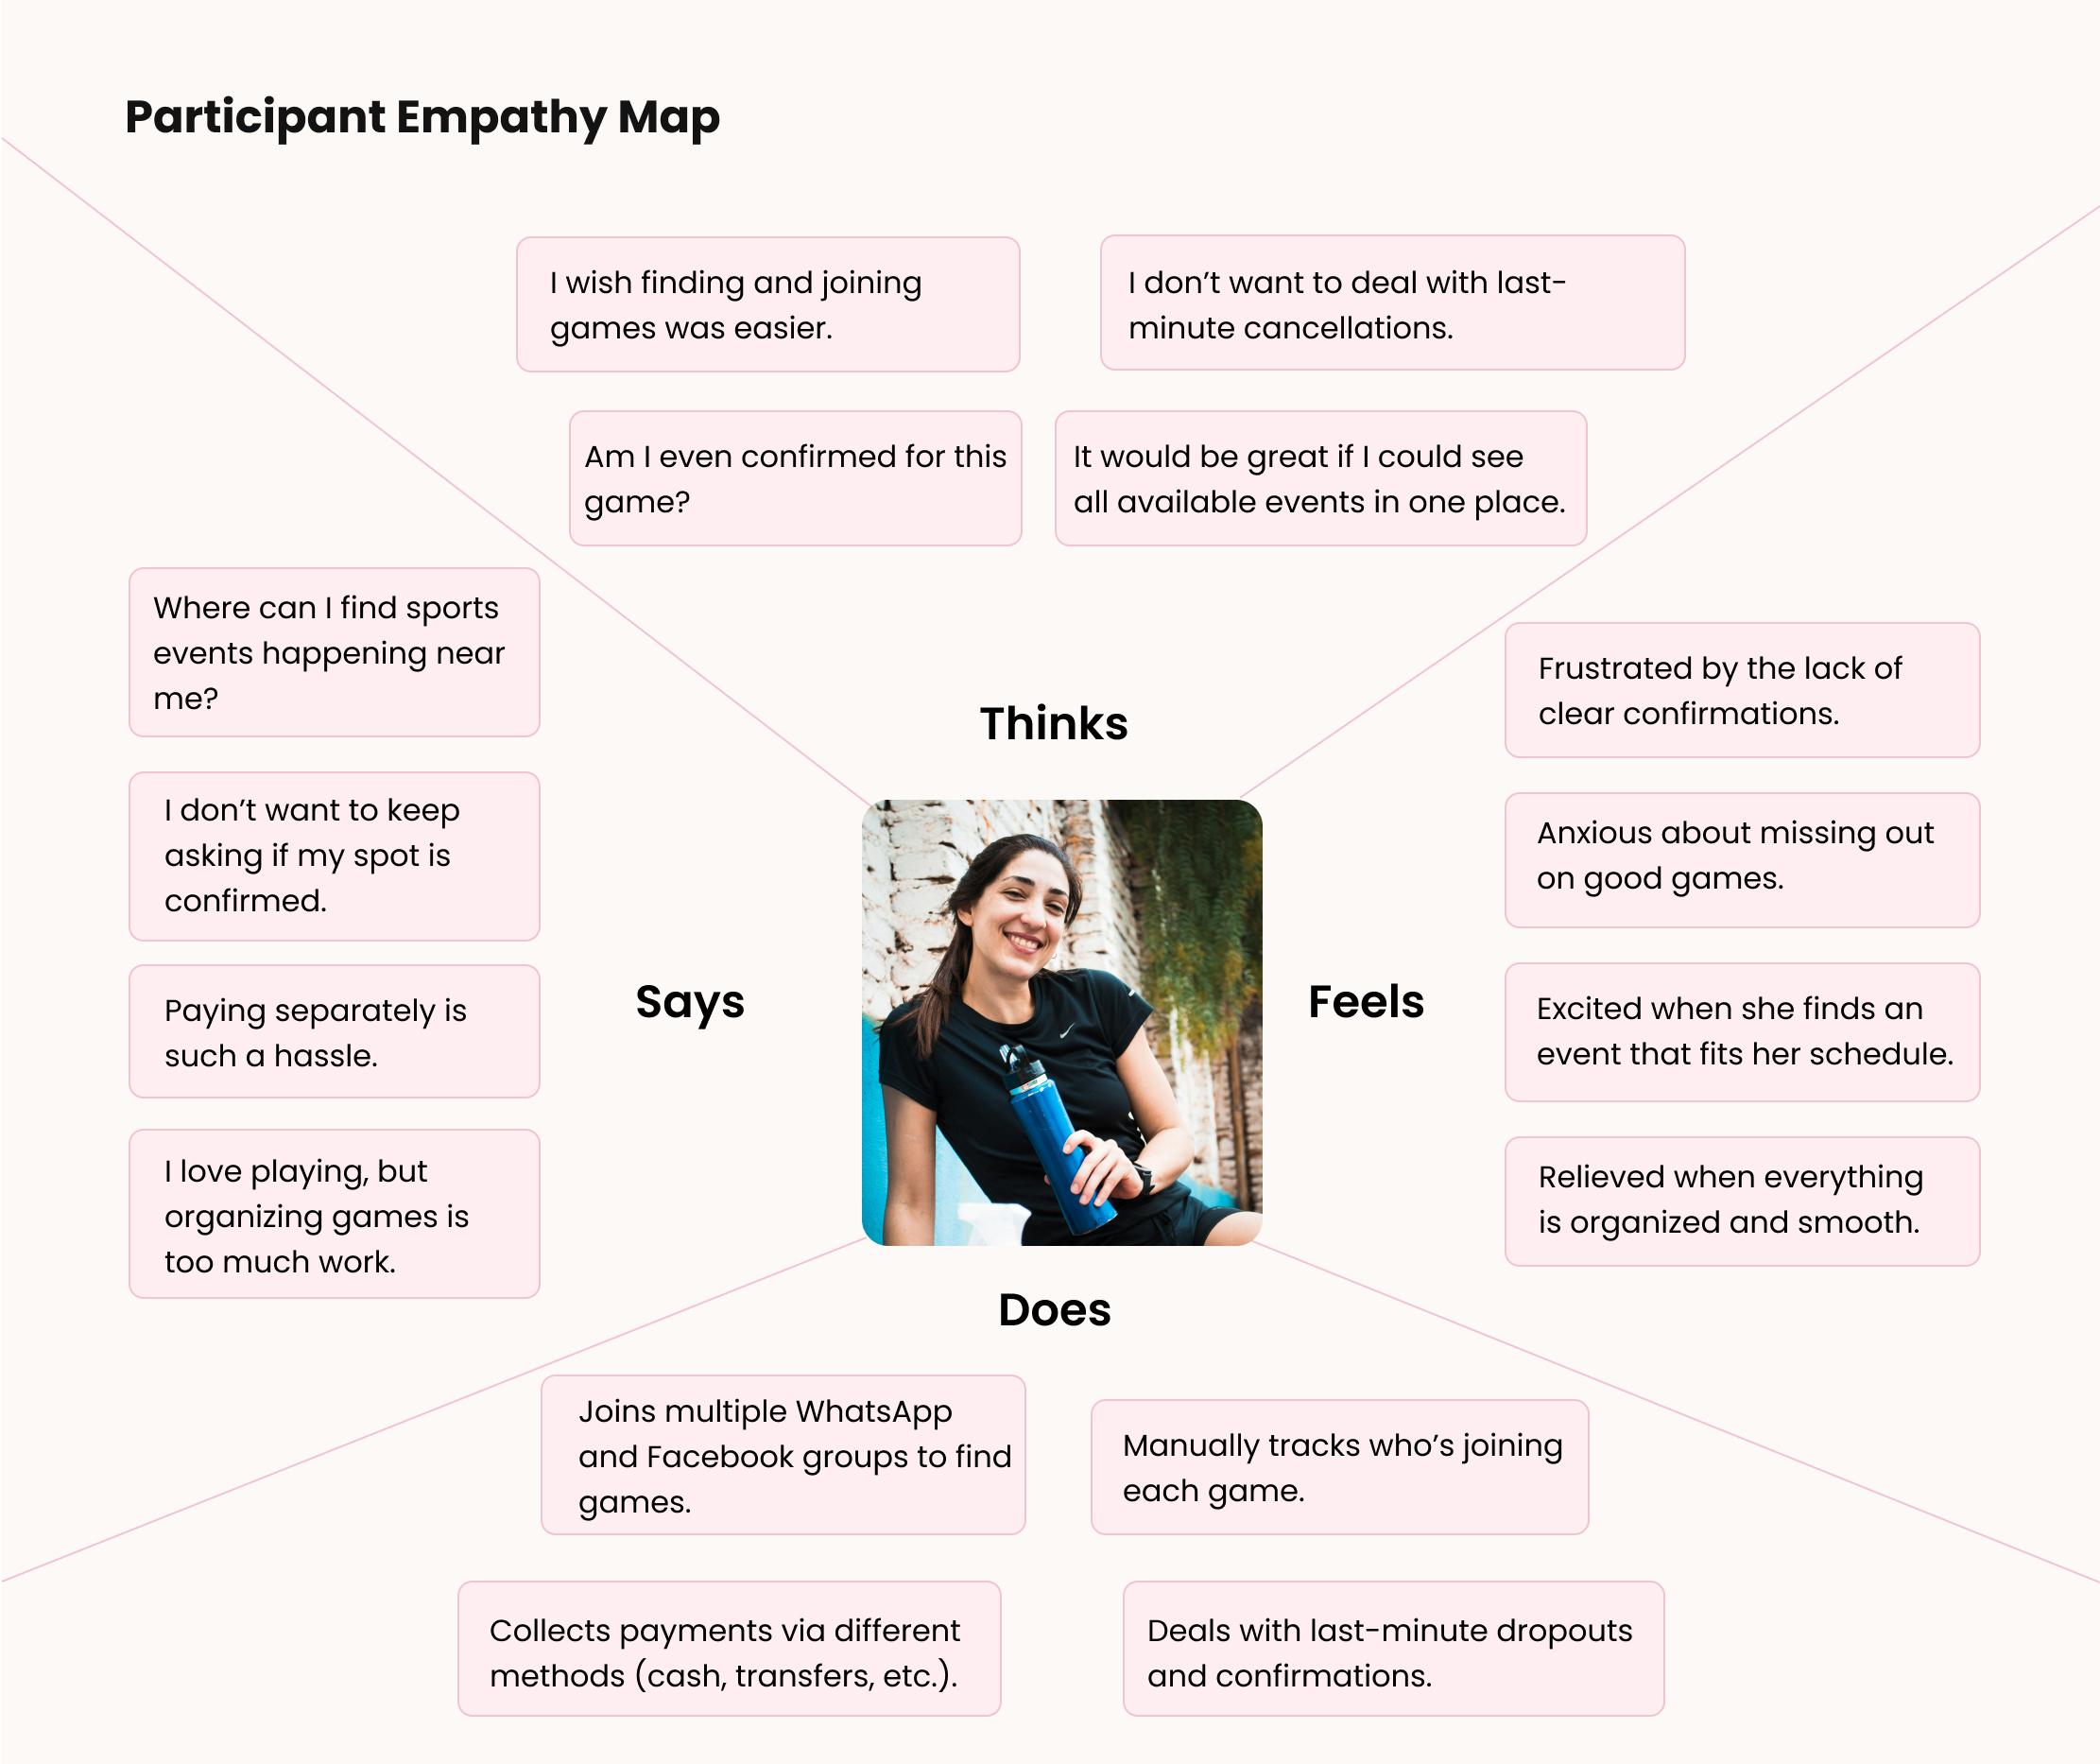 Participant Empathy Map
I wish finding and joining
games was easier.
I don’t want to deal with last-
minute cancellations.
Am I even confirmed for this
game?
It would be great if I could see
all available events in one place.
Thinks
Where can I find sports
events happening near
me?
I don’t want to keep
asking if my spot is
confirmed.
Paying separately is
such a hassle.
I love playing, but
organizing games is
too much work.
Says
Feels
Frustrated by the lack of
clear confirmations.
Anxious about missing out
on good games.
Excited when she finds an
event that fits her schedule.
Relieved when everything
is organized and smooth.
Does
Joins multiple WhatsApp
and Facebook groups to find
games.
Manually tracks who’s joining
each game.
Collects payments via different
methods (cash, transfers, etc.).
Deals with last-minute dropouts
and confirmations.